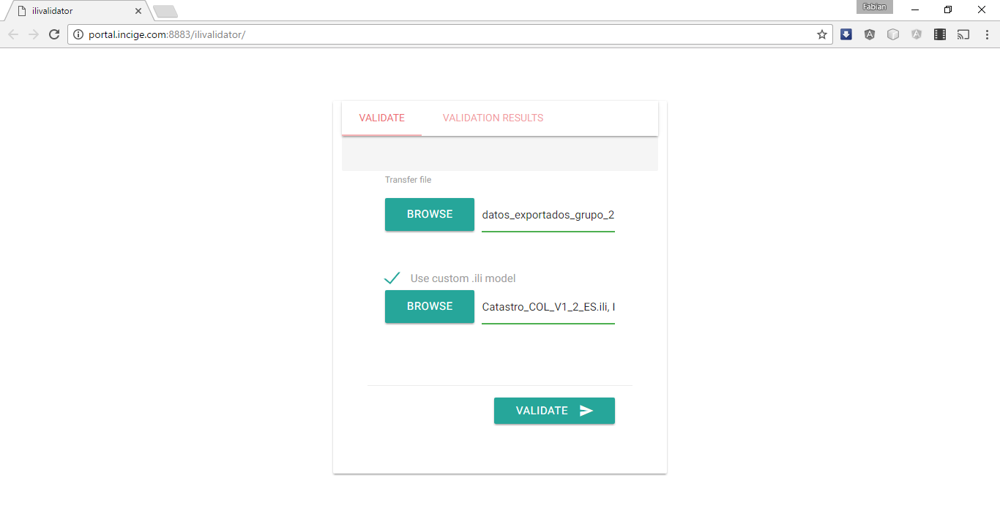 ilivalidator
Fabian
portal.incige.com:8883/ilivalidator/
VALIDATE VALIDATION RESULTS
Transfer file
BROWSE datos_exportados_grupo_2
Use custom .ili model
BROWSE Catastro_COL_V1_2_ES.ili,
VALIDATE